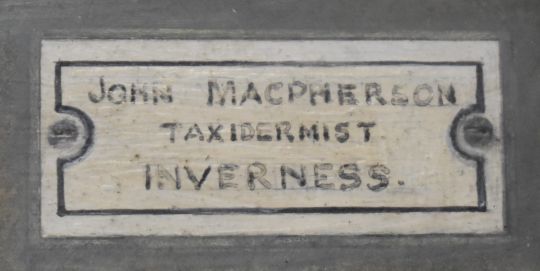 JOHN MACPHERSON
TAXIDERMIST
INVERNESS.